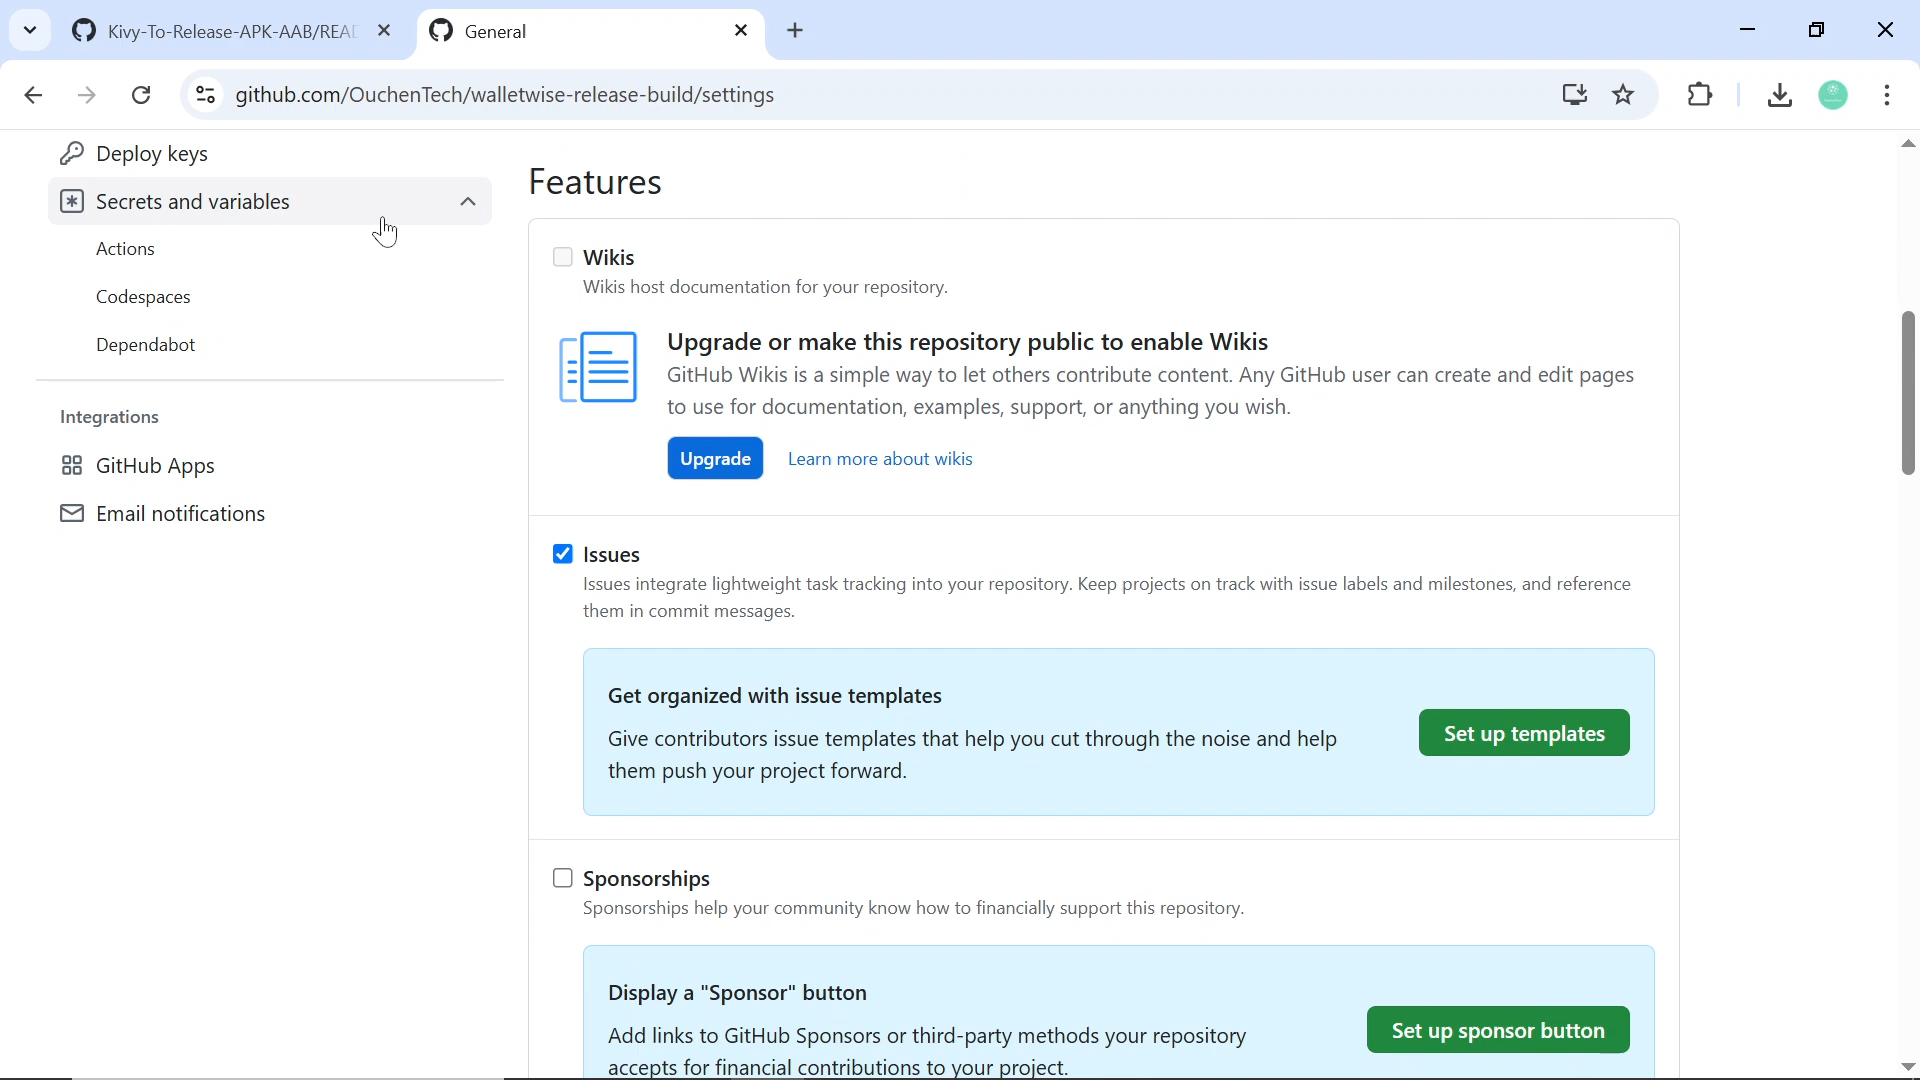 Kivy-To-Release-APK-AAB/READ
General
github.com/OuchenTech/walletwise-release-build/settings
Deploy keys
Secrets and variables
Actions
Codespaces
Dependabot
Integrations
GitHub Apps
Email notifications
Features
Wikis
Wikis host documentation for your repository.
Upgrade or make this repository public to enable Wikis
GitHub Wikis is a simple way to let others contribute content. Any GitHub user can create and edit pages
to use for documentation, examples, support, or anything you wish.
Upgrade
Learn more about wikis
Issues
Issues integrate lightweight task tracking into your repository. Keep projects on track with issue labels and milestones, and reference
them in commit messages.
Get organized with issue templates
Give contributors issue templates that help you cut through the noise and help
them push your project forward.
Set up templates
Sponsorships
Sponsorships help your community know how to financially support this repository.
Display a "Sponsor" button
Add links to GitHub Sponsors or third-party methods your repository
accepts for financial contributions to your project.
Set up sponsor button